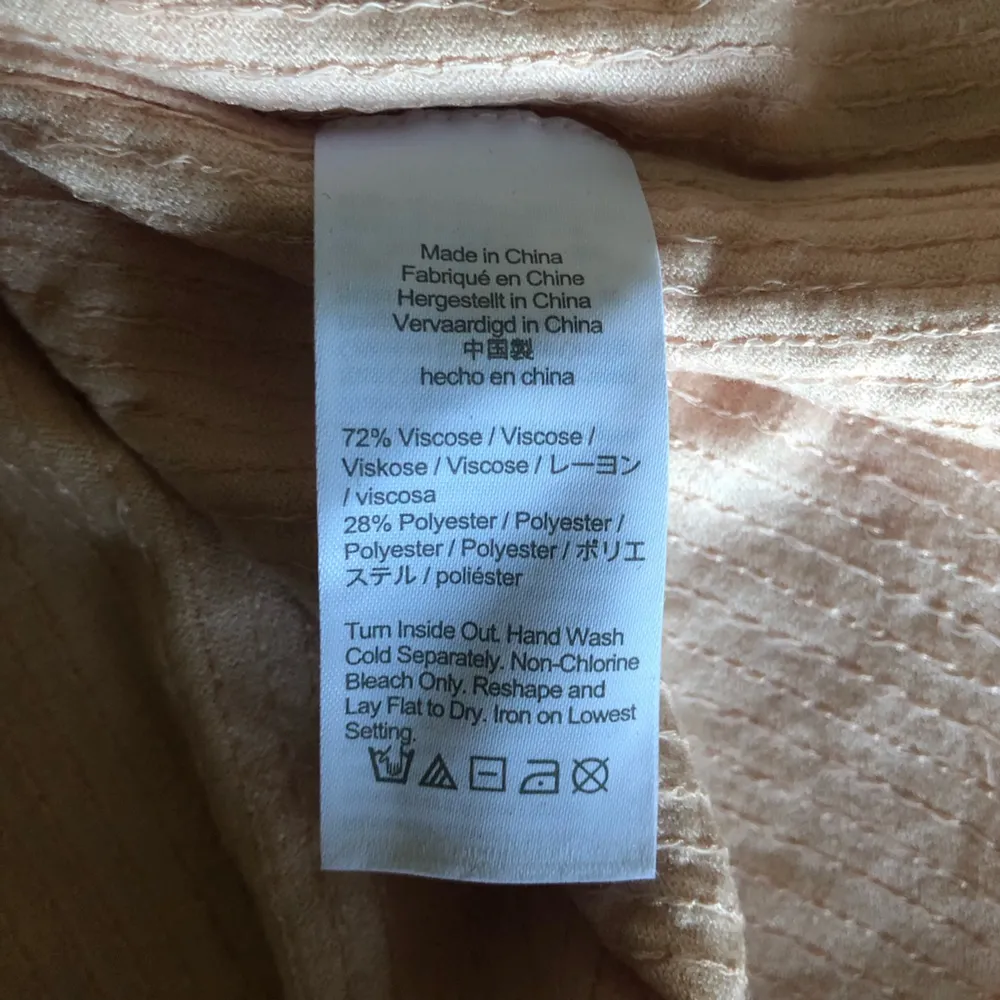 Made in China
Fabriqué en Chine
Hergestellt in China
Vervaardigd in China
中国製
hecho en china
72% Viscose / Viscose /
Viskose / Viscose / レーヨン
/ viscosa
28% Polyester / Polyester /
Polyester / Polyester / ポリエ
ステル / poliéster
Turn Inside Out. Hand Wash
Cold Separately. Non-Chlorine
Bleach Only. Reshape and
Lay Flat to Dry. Iron on Lowest
Setting.